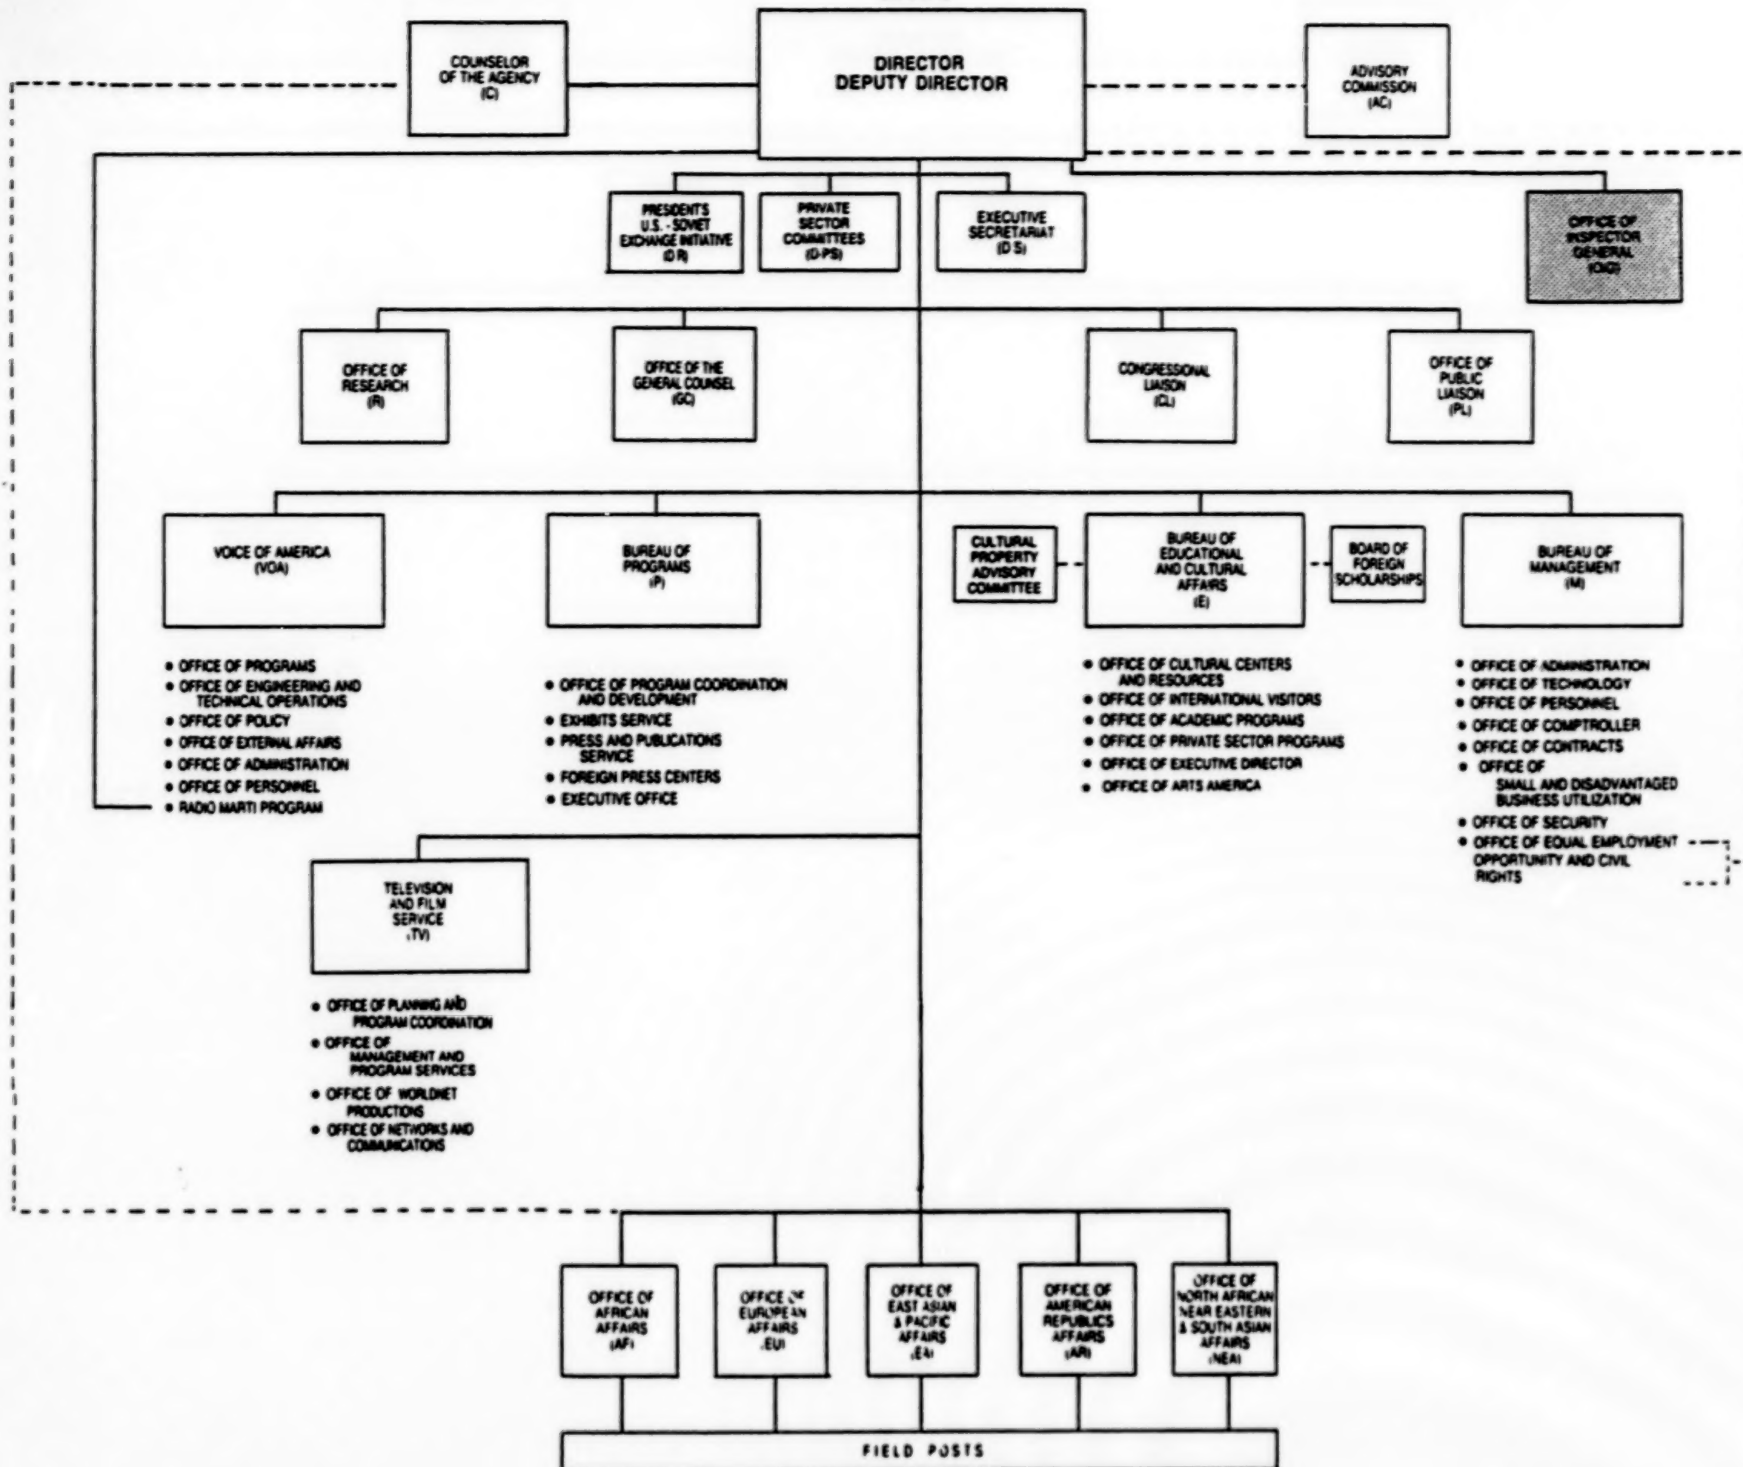 DIRECTOR
DEPUTY DIRECTOR
COUNSELOR
OF THE AGENCY
(C)
ADVISORY
COMMISSION
(AC)
PRESIDENT'S
U.S. - SOVIET
EXCHANGE INITIATIVE
(D R)
PRIVATE
SECTOR
COMMITTEES
(D-PS)
EXECUTIVE
SECRETARIAT
(D S)
OFFICE OF
INSPECTOR
GENERAL
(OIG)
OFFICE OF
RESEARCH
(R)
OFFICE OF THE
GENERAL COUNSEL
(GC)
CONGRESSIONAL
LIAISON
(CL)
OFFICE OF
PUBLIC
LIAISON
(PL)
VOICE OF AMERICA
(VOA)
• OFFICE OF PROGRAMS
• OFFICE OF ENGINEERING AND
TECHNICAL OPERATIONS
• OFFICE OF POLICY
• OFFICE OF EXTERNAL AFFAIRS
• OFFICE OF ADMINISTRATION
• OFFICE OF PERSONNEL
• RADIO MARTI PROGRAM
BUREAU OF
PROGRAMS
(P)
• OFFICE OF PROGRAM COORDINATION
AND DEVELOPMENT
• EXHIBITS SERVICE
• PRESS AND PUBLICATIONS
SERVICE
• FOREIGN PRESS CENTERS
• EXECUTIVE OFFICE
CULTURAL
PROPERTY
ADVISORY
COMMITTEE
BUREAU OF
EDUCATIONAL
AND CULTURAL
AFFAIRS
(E)
BOARD OF
FOREIGN
SCHOLARSHIPS
• OFFICE OF CULTURAL CENTERS
AND RESOURCES
• OFFICE OF INTERNATIONAL VISITORS
• OFFICE OF ACADEMIC PROGRAMS
• OFFICE OF PRIVATE SECTOR PROGRAMS
• OFFICE OF EXECUTIVE DIRECTOR
• OFFICE OF ARTS AMERICA
BUREAU OF
MANAGEMENT
(M)
• OFFICE OF ADMINISTRATION
• OFFICE OF TECHNOLOGY
• OFFICE OF PERSONNEL
• OFFICE OF COMPTROLLER
• OFFICE OF CONTRACTS
• OFFICE OF
SMALL AND DISADVANTAGED
BUSINESS UTILIZATION
• OFFICE OF SECURITY
• OFFICE OF EQUAL EMPLOYMENT
OPPORTUNITY AND CIVIL
RIGHTS
TELEVISION
AND FILM
SERVICE
(TV)
• OFFICE OF PLANNING AND
PROGRAM COORDINATION
• OFFICE OF
MANAGEMENT AND
PROGRAM SERVICES
• OFFICE OF WORLDNET
PRODUCTIONS
• OFFICE OF NETWORKS AND
COMMUNICATIONS
OFFICE OF
AFRICAN
AFFAIRS
(AF)
OFFICE OF
EUROPEAN
AFFAIRS
(EU)
OFFICE OF
EAST ASIAN
& PACIFIC
AFFAIRS
(EA)
OFFICE OF
AMERICAN
REPUBLICS
AFFAIRS
(AR)
OFFICE OF
NORTH AFRICAN
NEAR EASTERN
& SOUTH ASIAN
AFFAIRS
(NEA)
FIELD POSTS